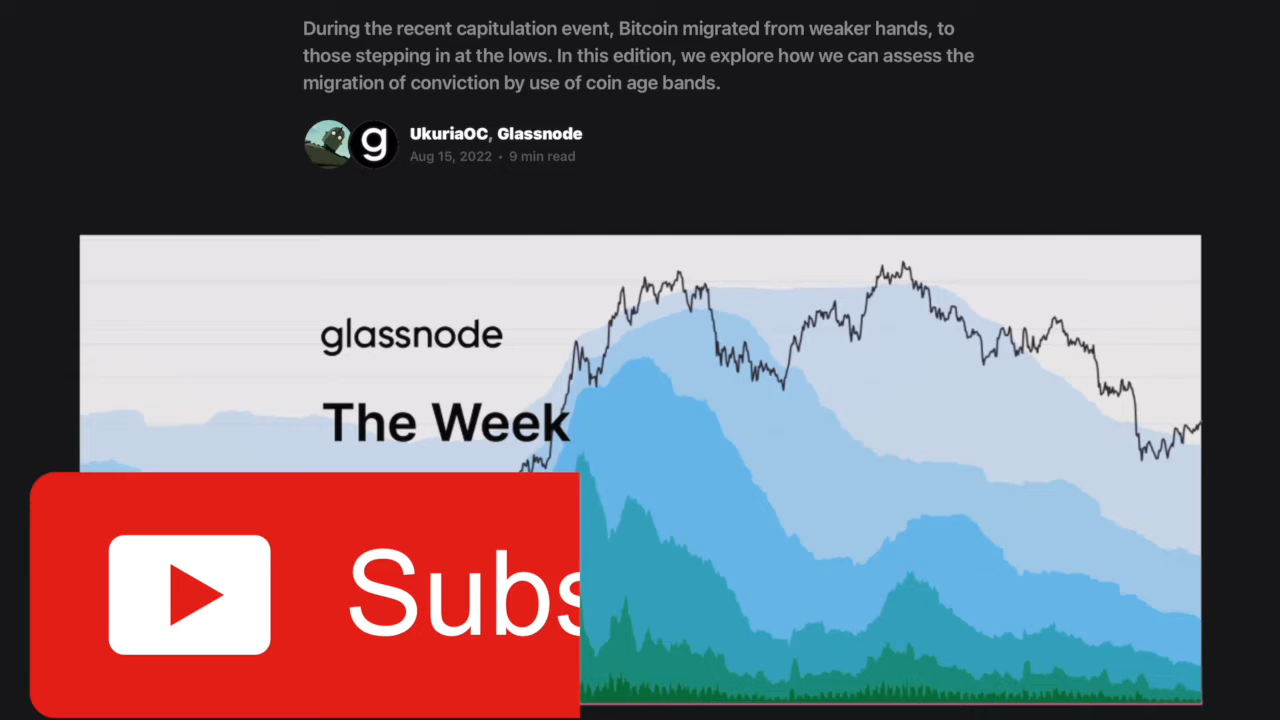 During the recent capitulation event, Bitcoin migrated from weaker hands, to
those stepping in at the lows. In this edition, we explore how we can assess the
migration of conviction by use of coin age bands.
g
UkuriaOC, Glassnode
Aug 15, 2022 • 9 min read
glassnode
The Week
Subs